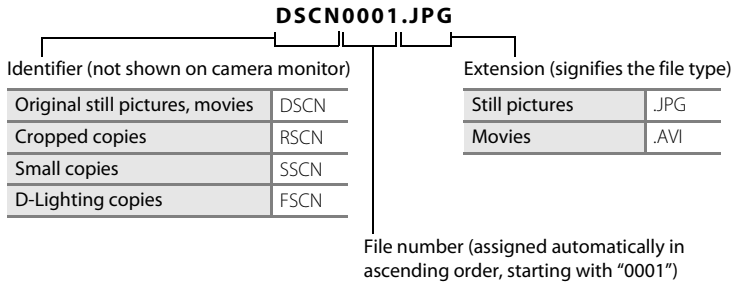 DSCN0001.JPG
Identifier (not shown on camera monitor)
Original still pictures, movies DSCN
Cropped copies RSCN
Small copies SSCN
D-Lighting copies FSCN
Extension (signifies the file type)
Still pictures .JPG
Movies .AVI
File number (assigned automatically in
ascending order, starting with “0001”)